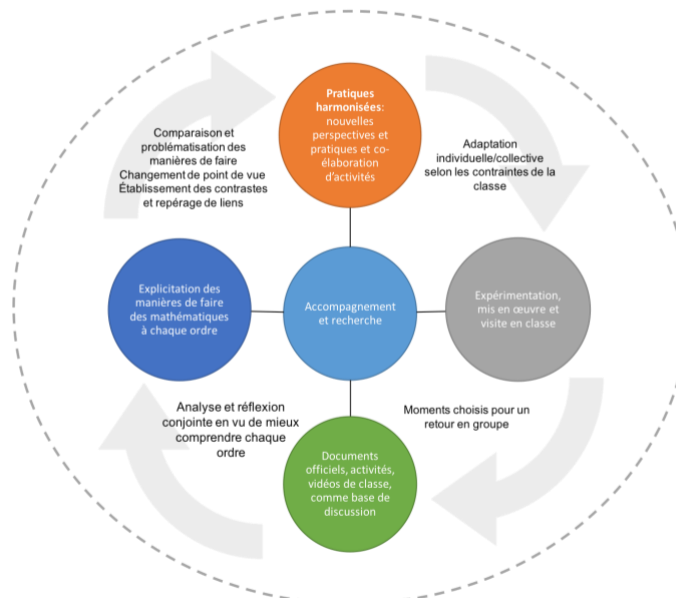 Pratiques
harmonisées:
nouvelles
perspectives et
pratiques et co-
élaboration
d'activités
Comparaison et
problématisation des
manières de faire
Changement de point de vue
Établissement des contrastes
et repérage de liens
Adaptation
individuelle/collective
selon les contraintes de la
classe
Explicitation des
manières de faire
des mathématiques
à chaque ordre
Accompagnement
et recherche
Expérimentation,
mis en œuvre et
visite en classe
Analyse et réflexion
conjointe en vu de mieux
comprendre chaque
ordre
Moments choisis pour un
retour en groupe
Documents
officiels, activités,
vidéos de classe,
comme base de
discussion